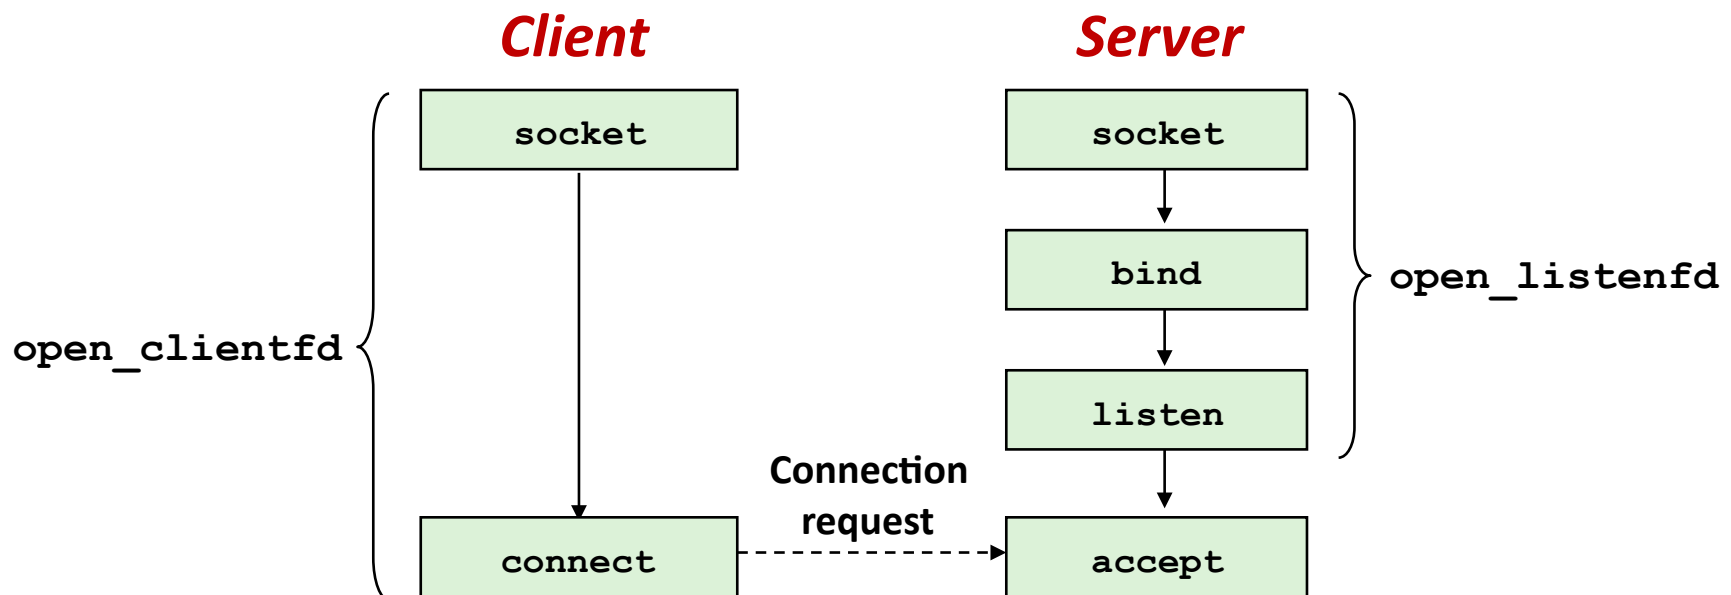 Client
Server
socket
socket
bind
open_listenfd
open_clientfd
listen
Connection
request
connect
accept